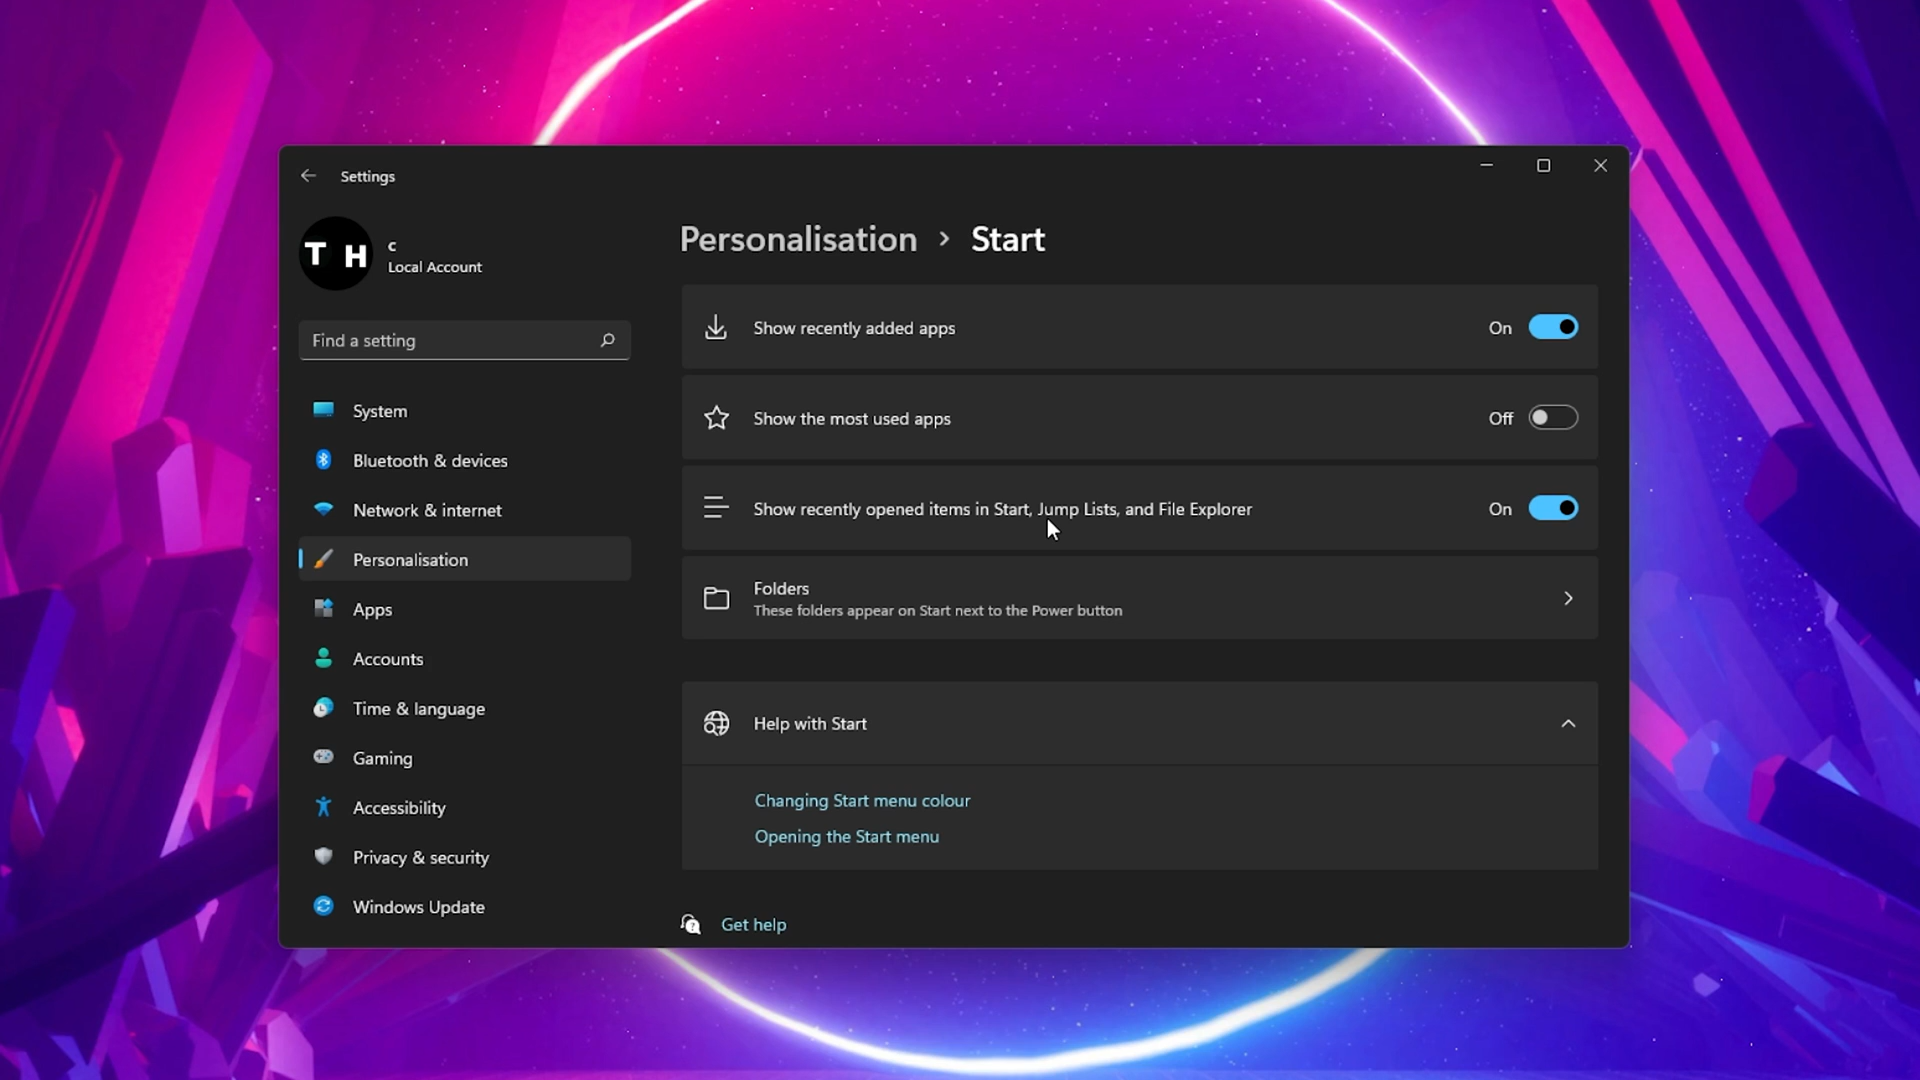 Settings
T H
c
Local Account
Find a setting
System
Bluetooth & devices
Network & internet
Personalisation
Apps
Accounts
Time & language
Gaming
Accessibility
Privacy & security
Windows Update
Personalisation > Start
Show recently added apps On
Show the most used apps Off
Show recently opened items in Start, Jump Lists, and File Explorer On
Folders
These folders appear on Start next to the Power button
Help with Start
Changing Start menu colour
Opening the Start menu
Get help